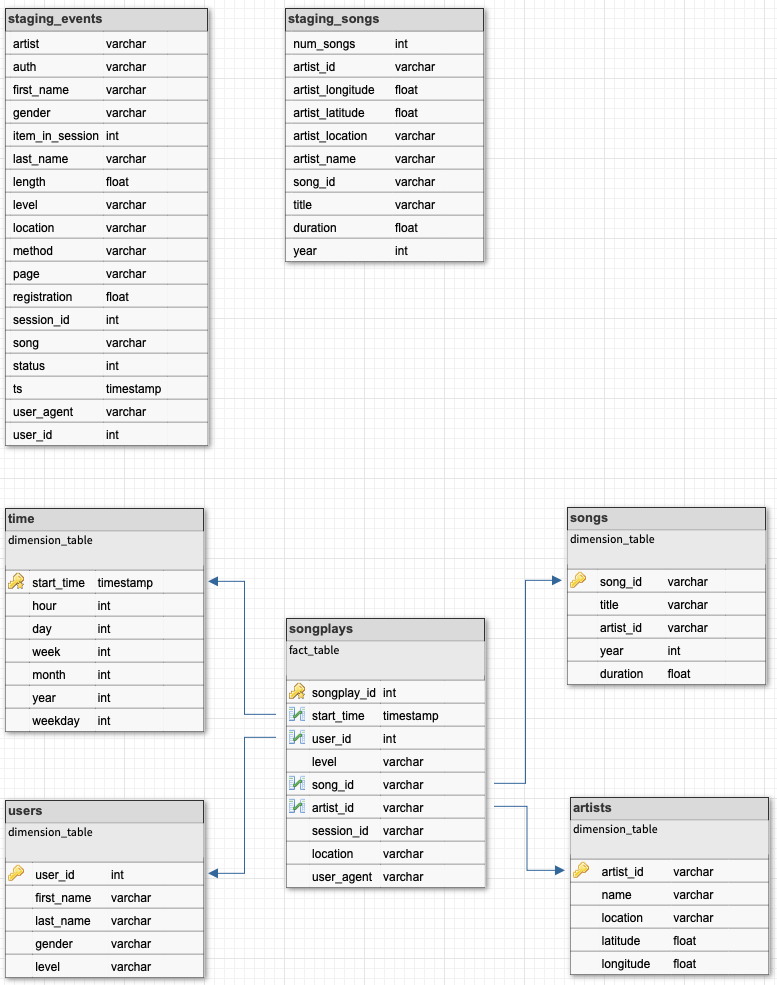 staging_events
artist varchar
auth varchar
first_name varchar
gender varchar
item_in_session int
last_name varchar
length float
level varchar
location varchar
method varchar
page varchar
registration float
session_id int
song varchar
status int
ts timestamp
user_agent varchar
user_id int
staging_songs
num_songs int
artist_id varchar
artist_longitude float
artist_latitude float
artist_location varchar
artist_name varchar
song_id varchar
title varchar
duration float
year int
time
dimension_table
start_time timestamp
hour int
day int
week int
month int
year int
weekday int
songplays
fact_table
songplay_id int
start_time timestamp
user_id int
level varchar
song_id varchar
artist_id varchar
session_id varchar
location varchar
user_agent varchar
songs
dimension_table
song_id varchar
title varchar
artist_id varchar
year int
duration float
users
dimension_table
user_id int
first_name varchar
last_name varchar
gender varchar
level varchar
artists
dimension_table
artist_id varchar
name varchar
location varchar
latitude float
longitude float